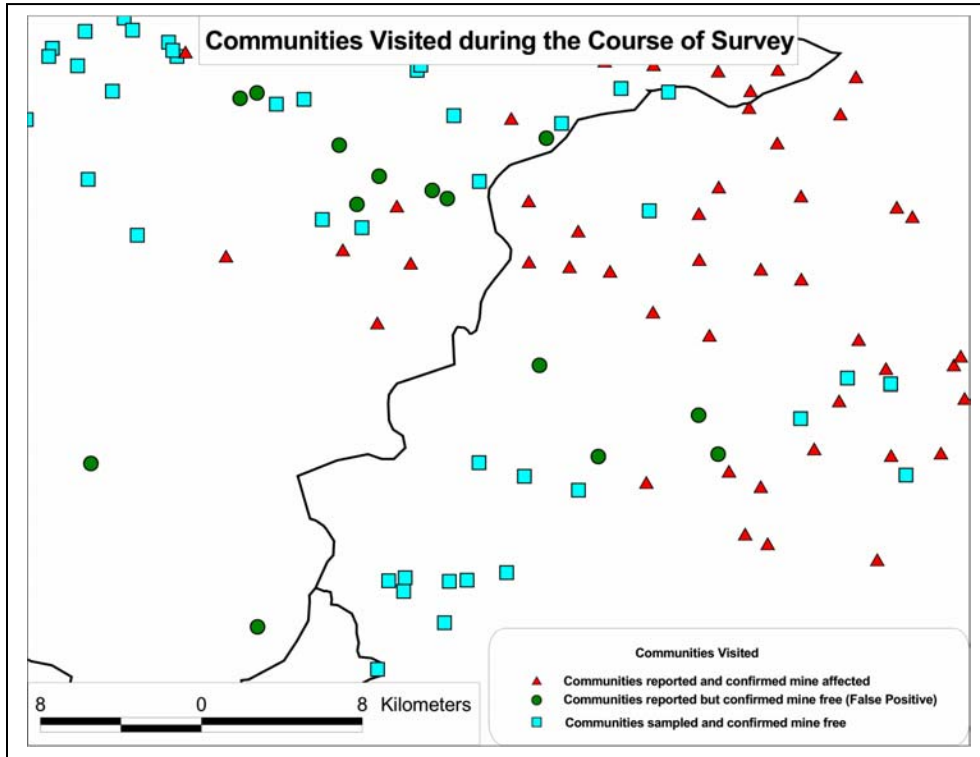 Communities Visited during the Course of Survey
Communities Visited
Communities reported and confirmed mine affected
Communities reported but confirmed mine free (False Positive)
Communities sampled and confirmed mine free
8 0 8 Kilometers